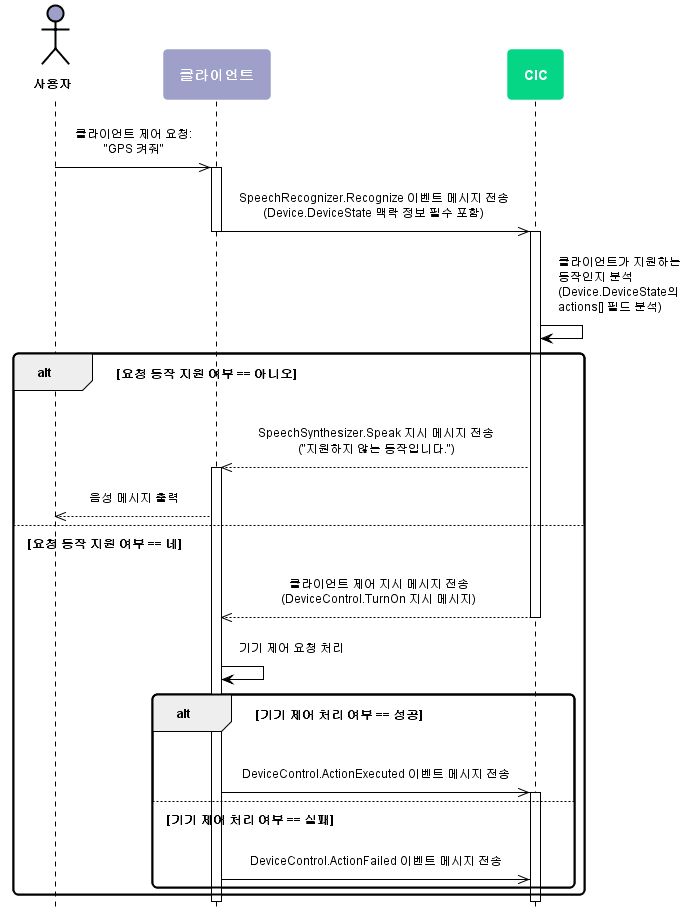 사용자
클라이언트
CIC
클라이언트 제어 요청:
"GPS 켜줘"
SpeechRecognizer.Recognize 이벤트 메시지 전송
(Device.DeviceState 맥락 정보 필수 포함)
클라이언트가 지원하는
동작인지 분석
(Device.DeviceState의
actions[] 필드 분석)
alt
[요청 동작 지원 여부 == 아니오]
SpeechSynthesizer.Speak 지시 메시지 전송
("지원하지 않는 동작입니다.")
음성 메시지 출력
[요청 동작 지원 여부 == 네]
클라이언트 제어 지시 메시지 전송
(DeviceControl.TurnOn 지시 메시지)
기기 제어 요청 처리
alt
[기기 제어 처리 여부 == 성공]
DeviceControl.ActionExecuted 이벤트 메시지 전송
[기기 제어 처리 여부 == 실패]
DeviceControl.ActionFailed 이벤트 메시지 전송